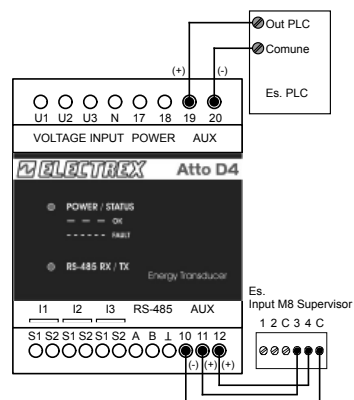 Out PLC
Comune
Es. PLC
(+) (-)
U1 U2 U3 N 17 18 19 20
VOLTAGE INPUT POWER AUX
ELECTREX Atto D4
POWER / STATUS
OK
FAULT
RS-485 RX / TX
Energy Transducer
Es.
Input M8 Supervisor
1 2 C 3 4 C
I1 I2 I3 RS-485 AUX
S1 S2 S1 S2 S1 S2 A B ⊥ 10 11 12
(-) (+) (+)